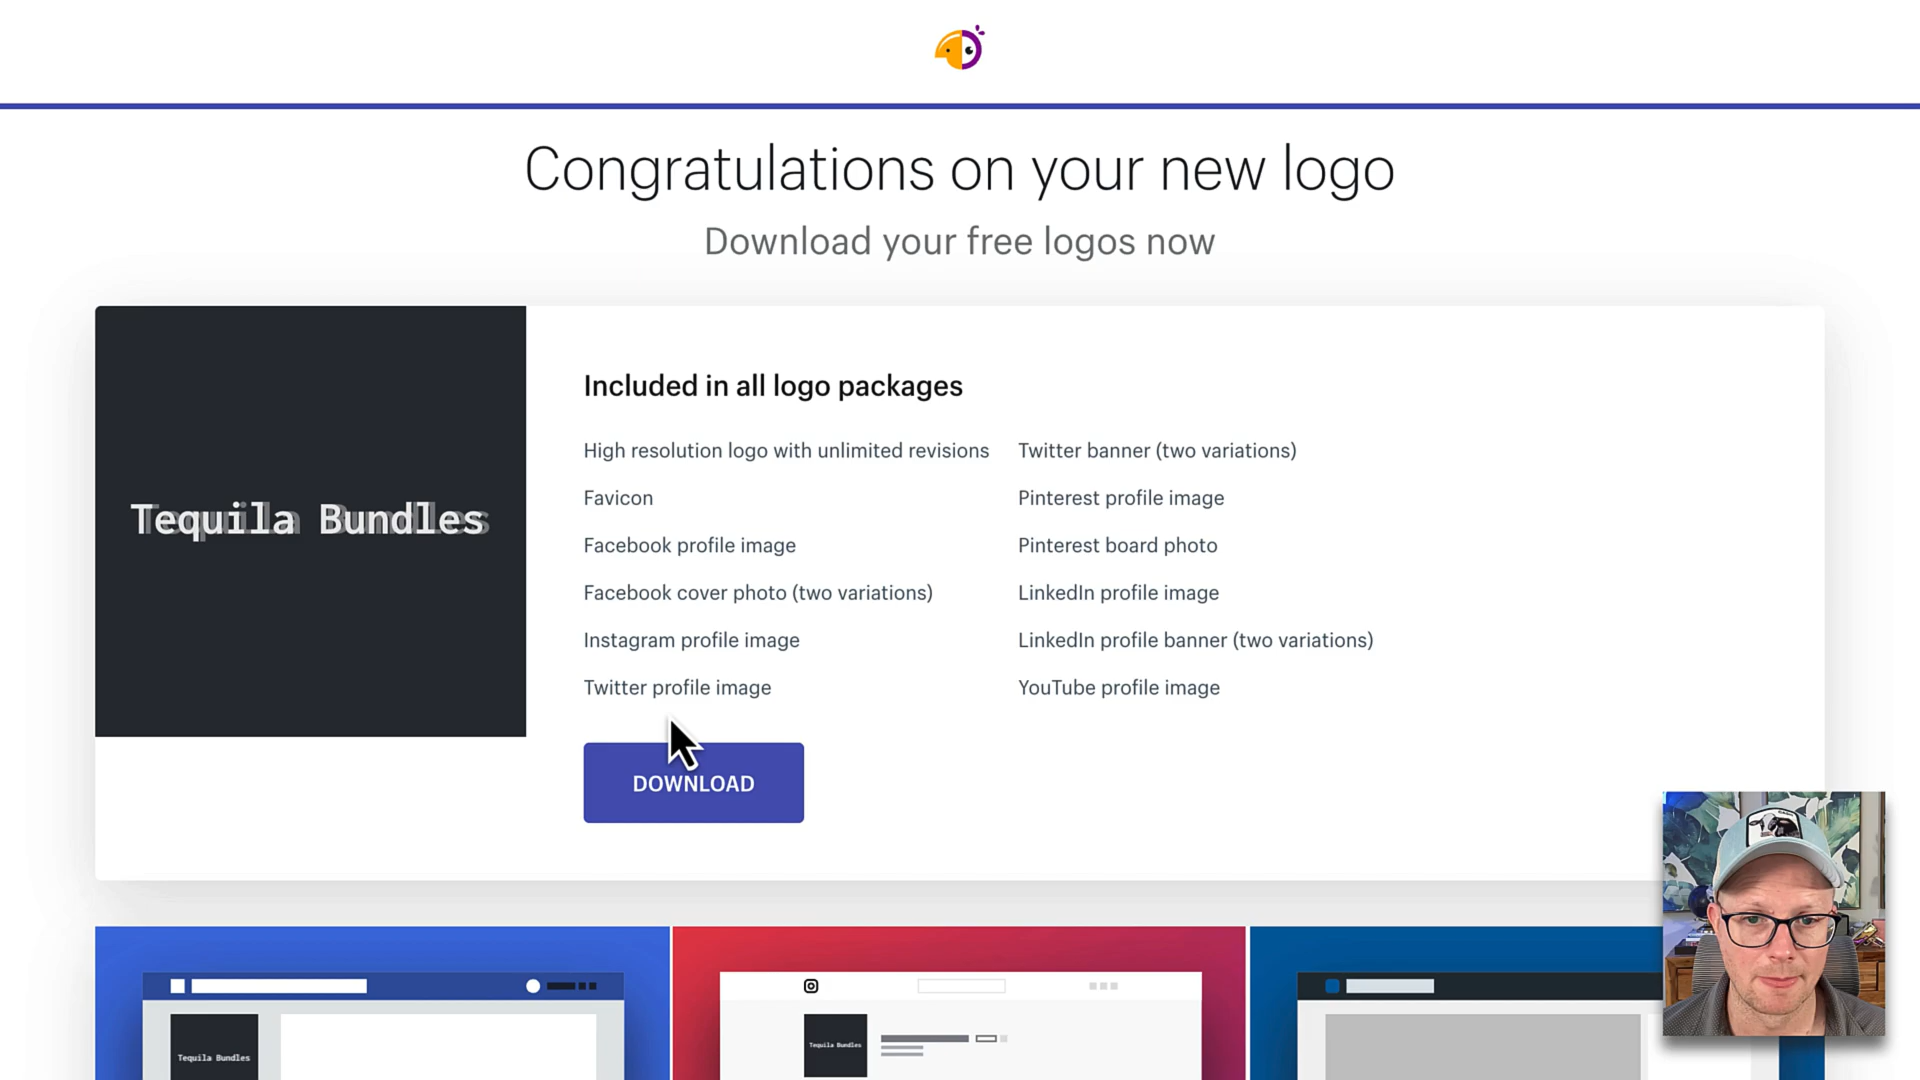 Congratulations on your new logo
Download your free logos now
Tequila Bundles
Included in all logo packages
High resolution logo with unlimited revisions
Favicon
Facebook profile image
Facebook cover photo (two variations)
Instagram profile image
Twitter profile image
Twitter banner (two variations)
Pinterest profile image
Pinterest board photo
LinkedIn profile image
LinkedIn profile banner (two variations)
YouTube profile image
DOWNLOAD
Tequila Bundles
Tequila Bundles